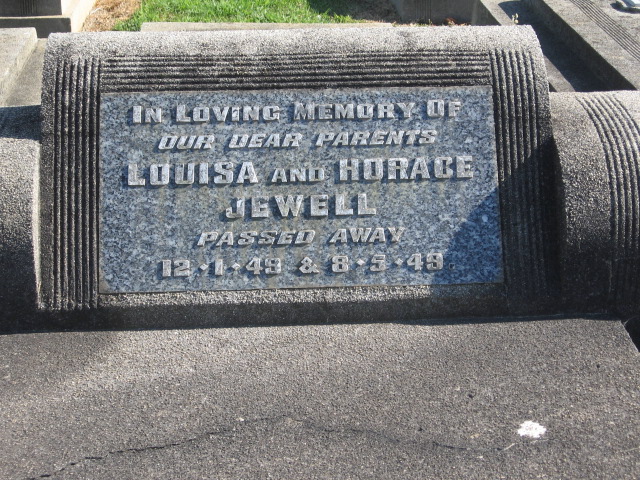 IN LOVING MEMORY OF
OUR DEAR PARENTS
LOUISA AND HORACE
JEWELL
PASSED AWAY
12·1·49 & 8·5·49.